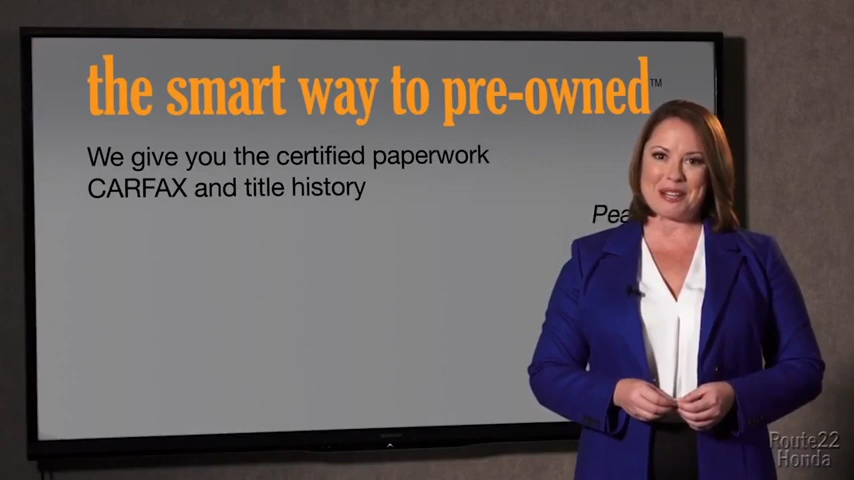 the smart way to pre-owned™
We give you the certified paperwork
CARFAX and title history
Route22
Honda